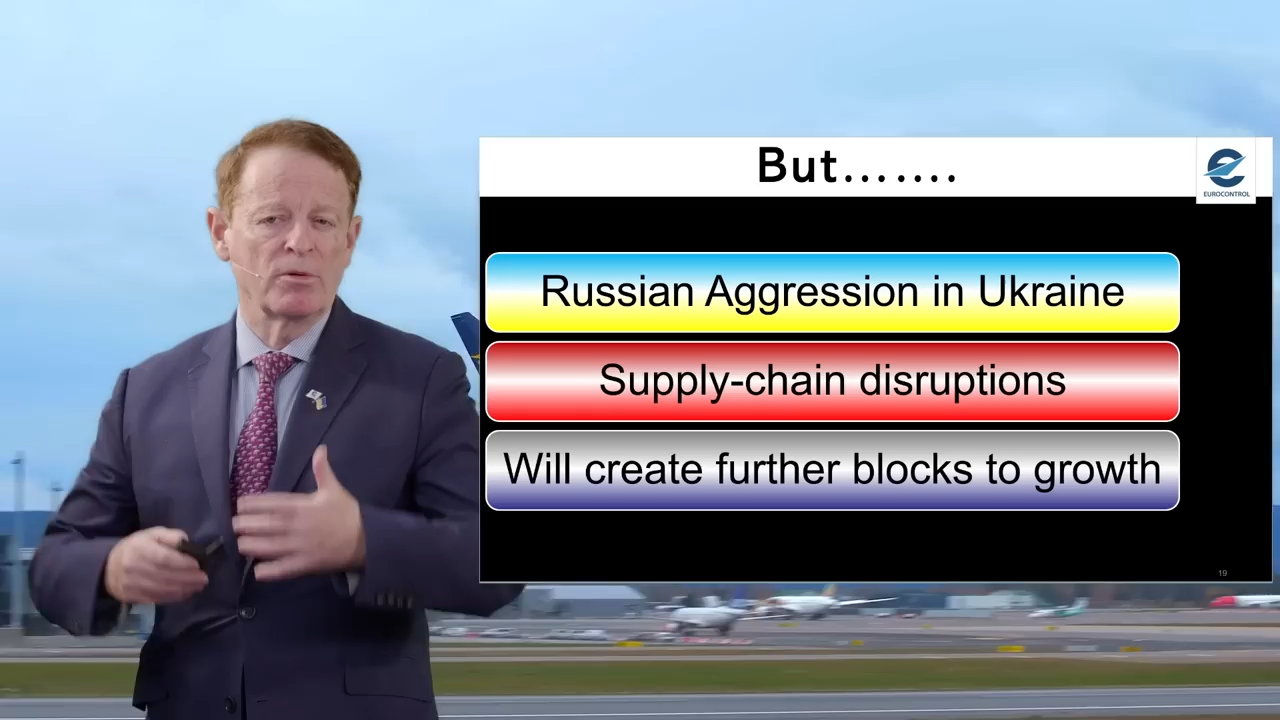 But.......
EUROCONTROL
Russian Aggression in Ukraine
Supply-chain disruptions
Will create further blocks to growth
19